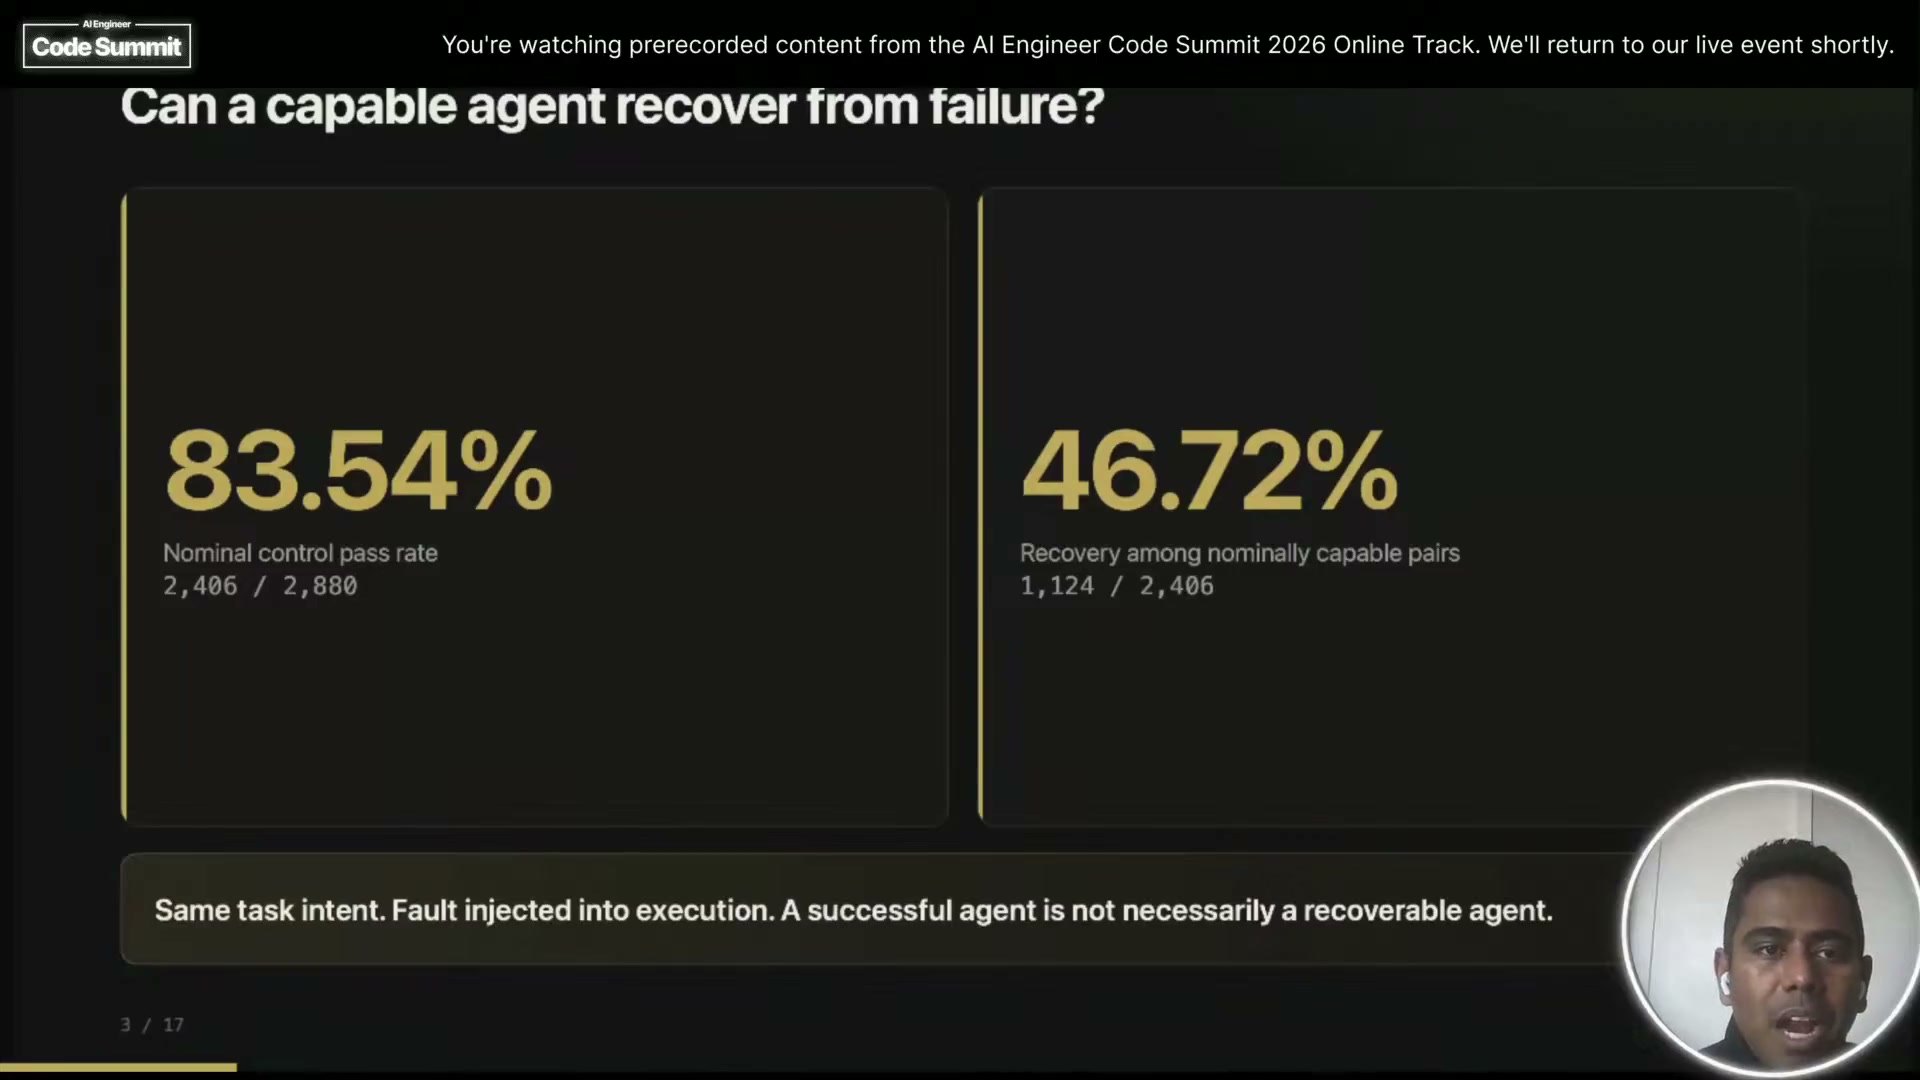 AI Engineer
Code Summit
You're watching prerecorded content from the AI Engineer Code Summit 2026 Online Track. We'll return to our live event shortly.
Can a capable agent recover from failure?
83.54%
Nominal control pass rate
2,406 / 2,880
46.72%
Recovery among nominally capable pairs
1,124 / 2,406
Same task intent. Fault injected into execution. A successful agent is not necessarily a recoverable agent.
3 / 17